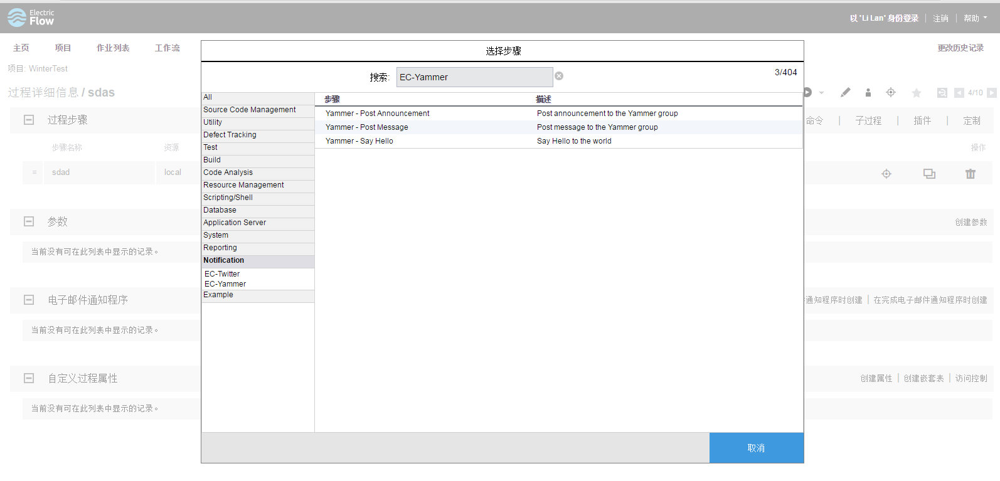 Electric
Flow
以 "Li Lan" 身份登录 注销 帮助
主页 项目 作业列表 工作流 更改历史记录
项目: WinterTest
过程详细信息 / sdas
4/10
过程步骤
命令 子过程 插件 定制
步骤名称 资源 操作
sdad local
参数
创建参数
当前没有可在此列表中显示的记录。
电子邮件通知程序
通知程序时创建 在完成电子邮件通知程序时创建
当前没有可在此列表中显示的记录。
自定义过程属性
创建属性 创建嵌套表 访问控制
当前没有可在此列表中显示的记录。
选择步骤
搜索: EC-Yammer
3/404
All
Source Code Management
Utility
Defect Tracking
Test
Build
Code Analysis
Resource Management
Scripting/Shell
Database
Application Server
System
Reporting
Notification
EC-Twitter
EC-Yammer
Example
步骤 描述
Yammer - Post Announcement Post announcement to the Yammer group
Yammer - Post Message Post message to the Yammer group
Yammer - Say Hello Say Hello to the world
取消